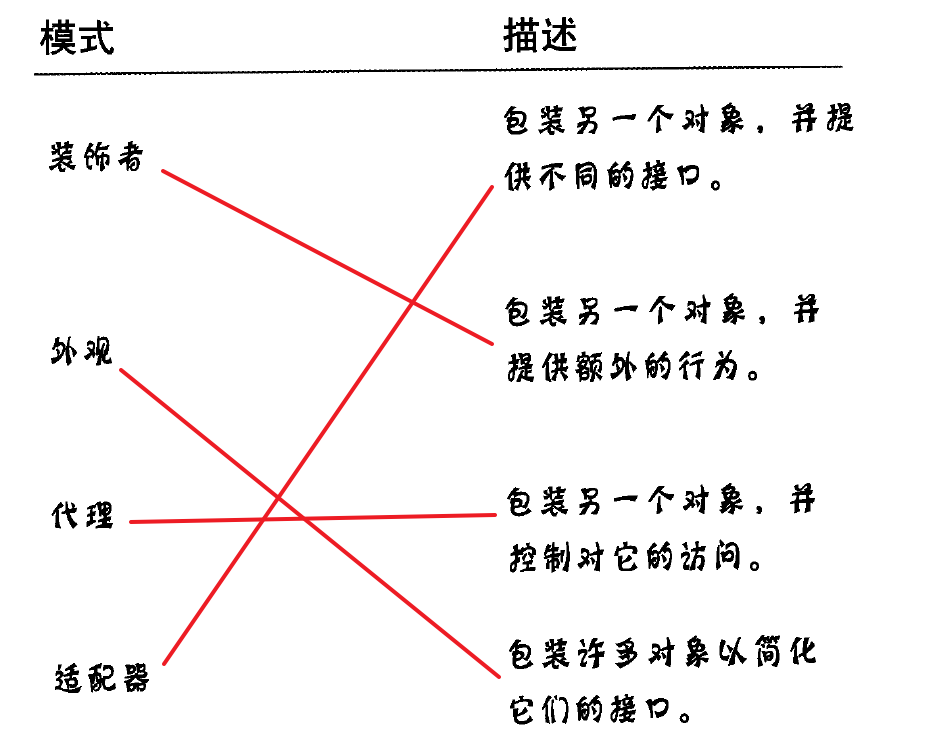 模式
描述
装饰者
包装另一个对象，并提
供不同的接口。
外观
包装另一个对象，并
提供额外的行为。
代理
包装另一个对象，并
控制对它的访问。
适配器
包装许多对象以简化
它们的接口。